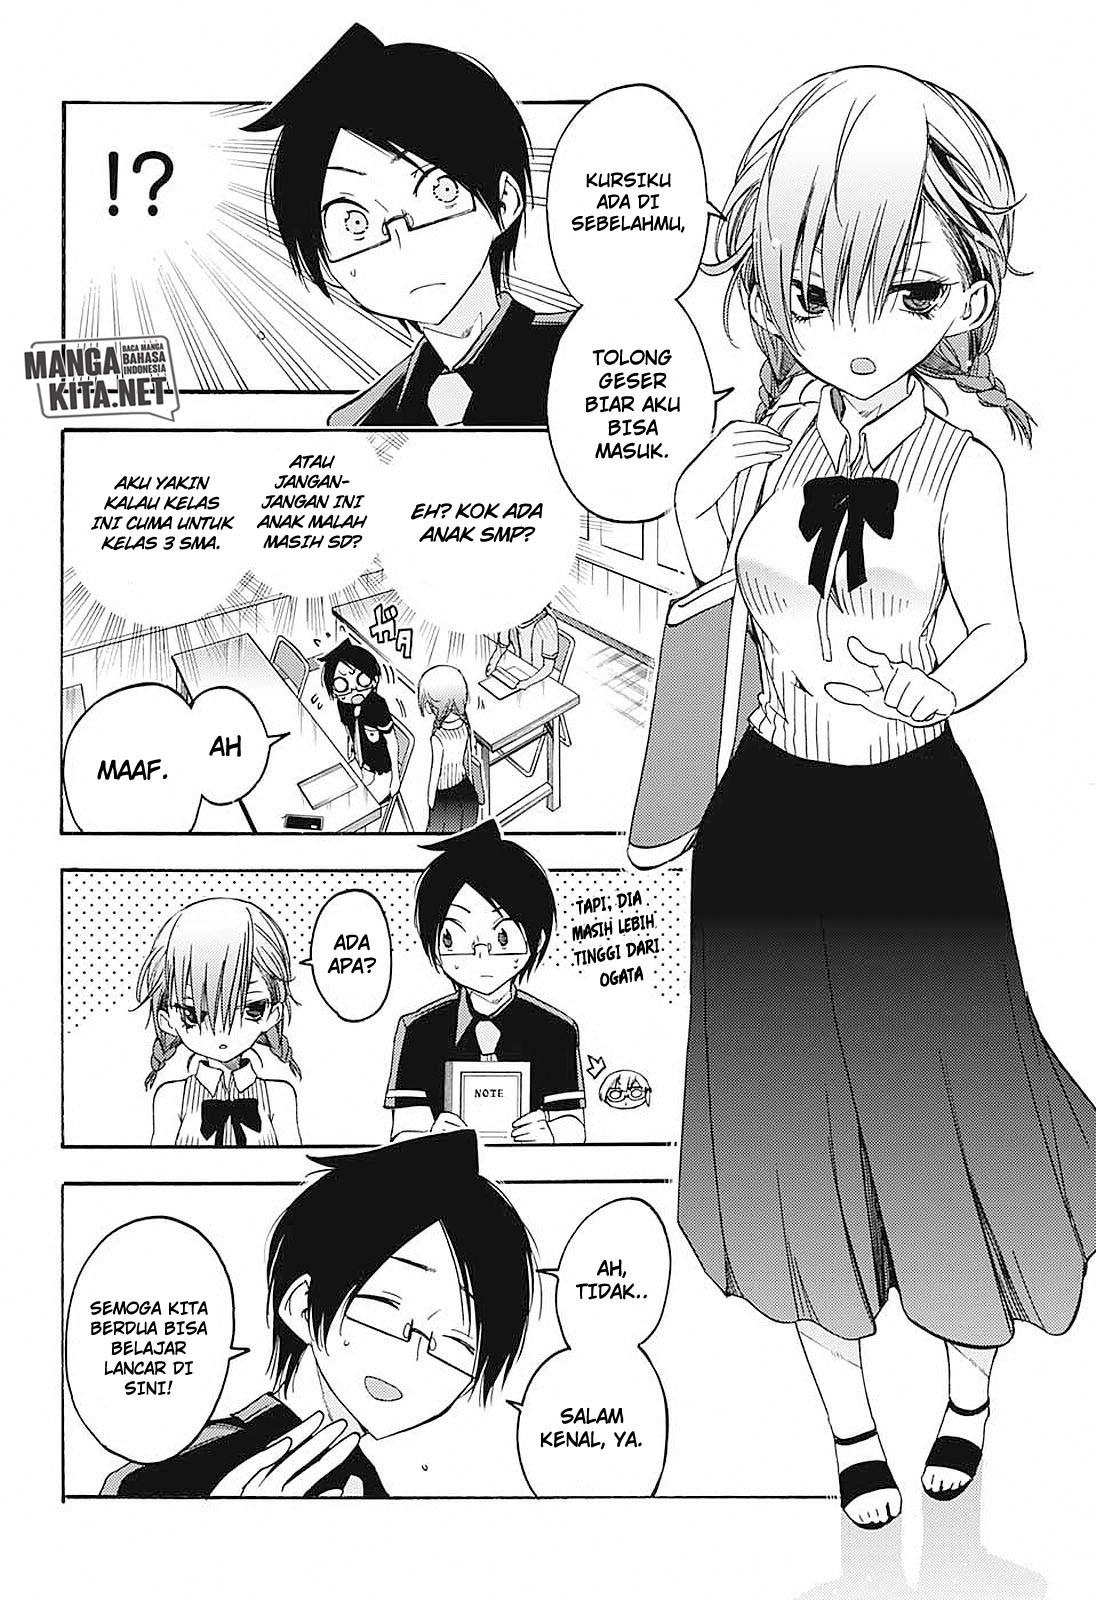 KURSIKU
ADA DI
SEBELAHMU,
TOLONG
GESER
BIAR AKU
BISA
MASUK.
!?
MANGA
KITA.NET
BACA MANGA
BAHASA
INDONESIA
EH? KOK ADA
ANAK SMP?
ATAU
JANGAN-
JANGAN INI
ANAK MALAH
MASIH SD?
AKU YAKIN
KALAU KELAS
INI CUMA UNTUK
KELAS 3 SMA.
ガタ
AH
MAAF.
TAPI, DIA
MASIH LEBIH
TINGGI DARI
OGATA
NOTE
ADA
APA?
AH,
TIDAK..
SALAM
KENAL, YA.
SEMOGA KITA
BERDUA BISA
BELAJAR
LANCAR DI
SINI!